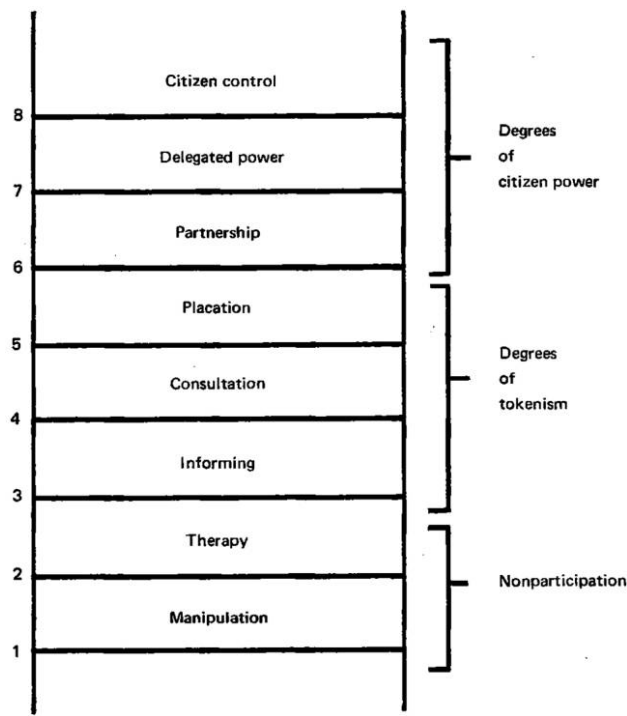 Citizen control
8
Delegated power
7
Partnership
6
Placation
5
Consultation
4
Informing
3
Therapy
2
Manipulation
1
Degrees
of
citizen power
Degrees
of
tokenism
Nonparticipation